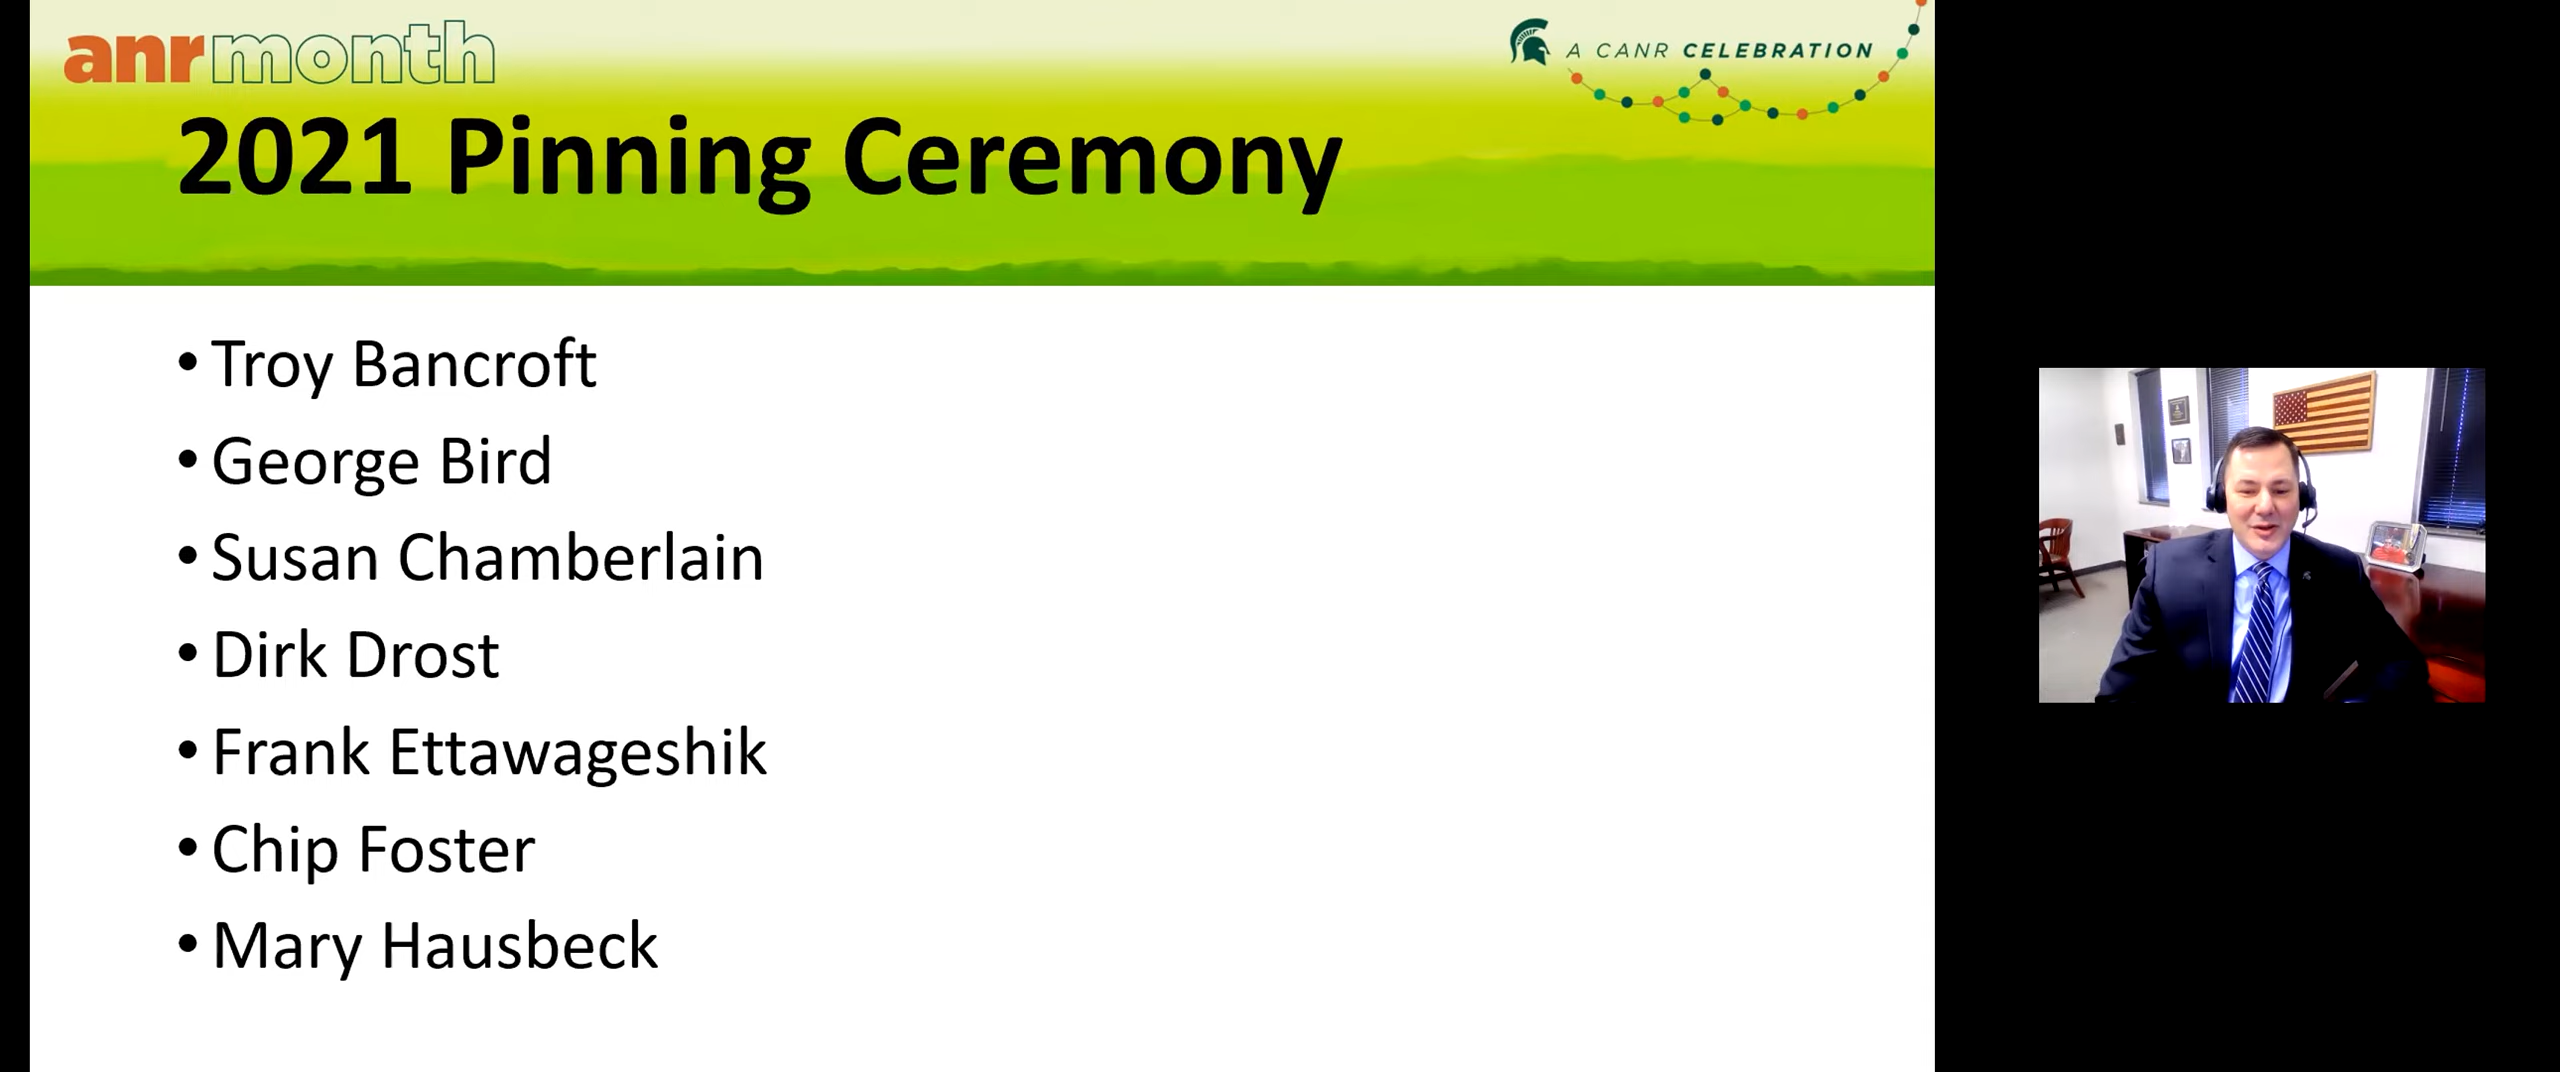 anrmonth
A CANR CELEBRATION
2021 Pinning Ceremony
• Troy Bancroft
• George Bird
• Susan Chamberlain
• Dirk Drost
• Frank Ettawageshik
• Chip Foster
• Mary Hausbeck